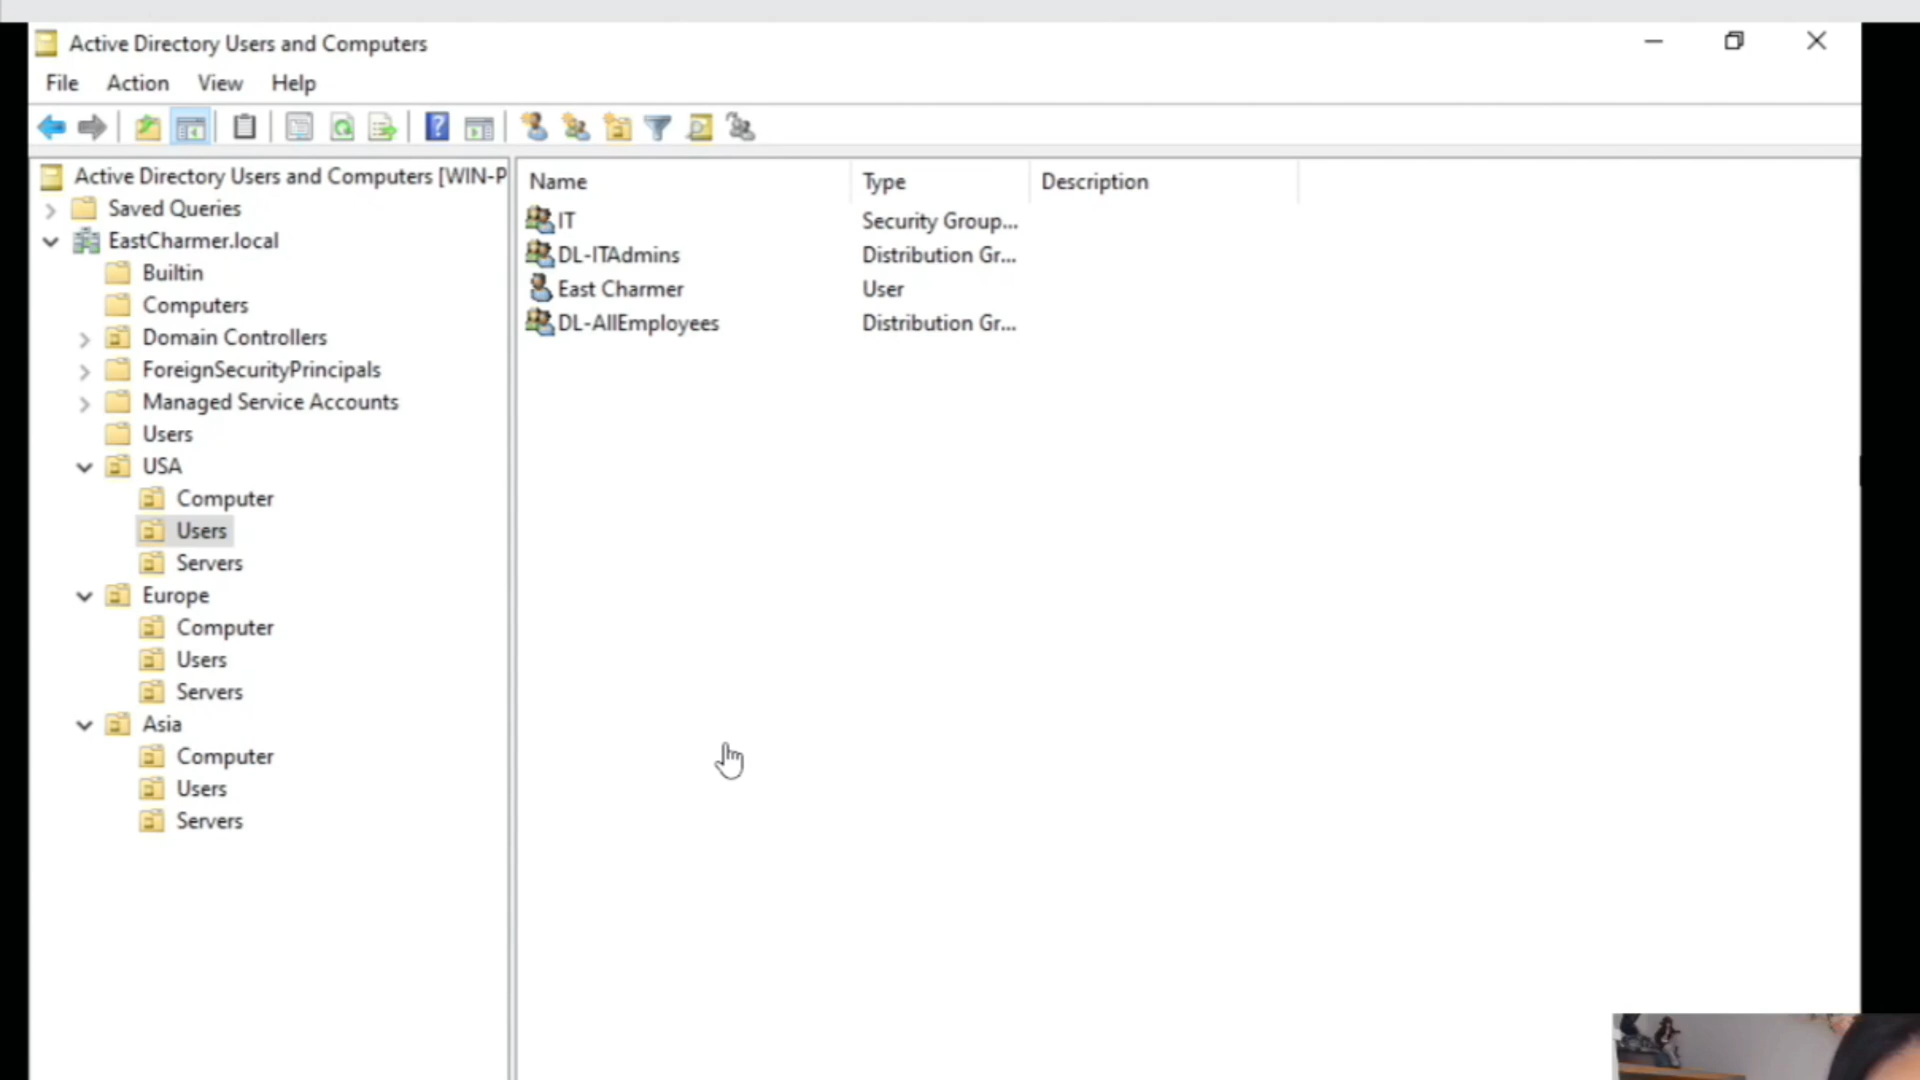 Active Directory Users and Computers
File Action View Help
Active Directory Users and Computers [WIN-P
Saved Queries
EastCharmer.local
Builtin
Computers
Domain Controllers
ForeignSecurityPrincipals
Managed Service Accounts
Users
USA
Computer
Users
Servers
Europe
Computer
Users
Servers
Asia
Computer
Users
Servers
Name Type Description
IT Security Group...
DL-ITAdmins Distribution Gr...
East Charmer User
DL-AllEmployees Distribution Gr...